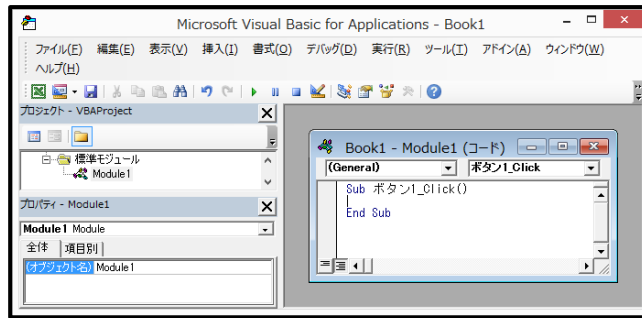 Microsoft Visual Basic for Applications - Book1
ファイル(F) 編集(E) 表示(V) 挿入(I) 書式(O) デバッグ(D) 実行(R) ツール(T) アドイン(A) ウィンドウ(W)
ヘルプ(H)
プロジェクト - VBAProject
標準モジュール
Module1
プロパティ - Module1
Module1 Module
全体 項目別
(オブジェクト名) Module1
Book1 - Module1 (コード)
(General) ボタン1_Click
Sub ボタン1_Click()
End Sub